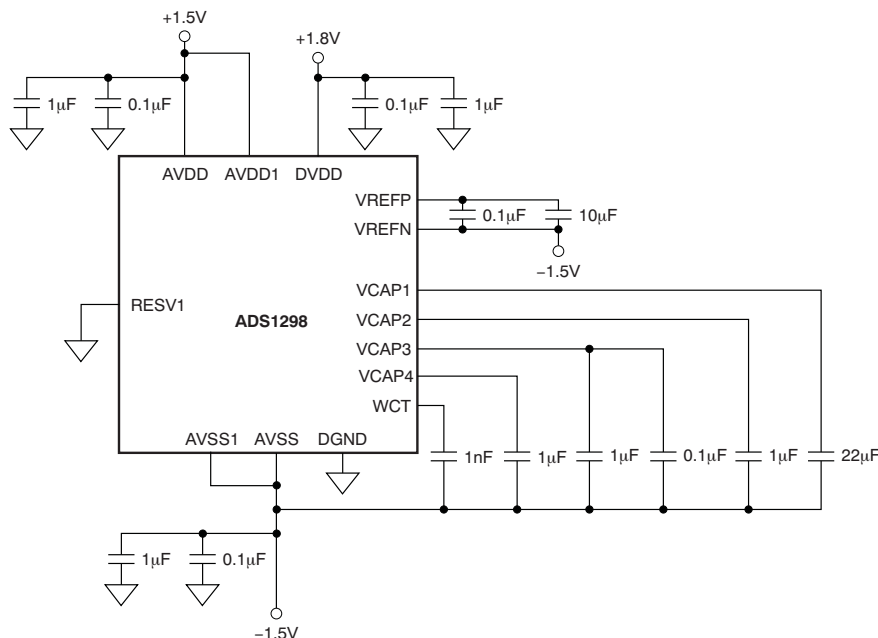 +1.5V
+1.8V
1μF
0.1μF
0.1μF
1μF
AVDD
AVDD1
DVDD
VREFP
0.1μF
10μF
VREFN
−1.5V
VCAP1
RESV1
ADS1298
VCAP2
VCAP3
VCAP4
WCT
AVSS1
AVSS
DGND
1nF
1μF
1μF
0.1μF
1μF
22μF
1μF
0.1μF
−1.5V